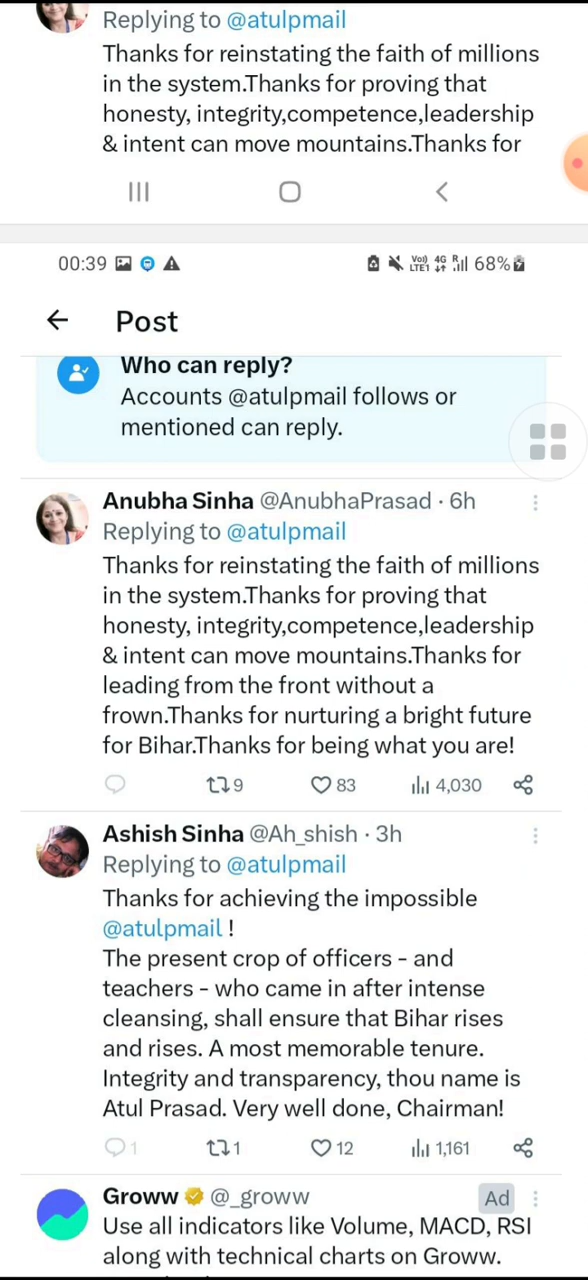 Replying to @atulpmail
Thanks for reinstating the faith of millions
in the system.Thanks for proving that
honesty, integrity,competence,leadership
& intent can move mountains.Thanks for
00:39
Vo)) LTE1 4G R 68%
Post
Who can reply?
Accounts @atulpmail follows or
mentioned can reply.
Anubha Sinha @AnubhaPrasad · 6h
Replying to @atulpmail
Thanks for reinstating the faith of millions
in the system.Thanks for proving that
honesty, integrity,competence,leadership
& intent can move mountains.Thanks for
leading from the front without a
frown.Thanks for nurturing a bright future
for Bihar.Thanks for being what you are!
9 83 4,030
Ashish Sinha @Ah_shish · 3h
Replying to @atulpmail
Thanks for achieving the impossible
@atulpmail !
The present crop of officers - and
teachers - who came in after intense
cleansing, shall ensure that Bihar rises
and rises. A most memorable tenure.
Integrity and transparency, thou name is
Atul Prasad. Very well done, Chairman!
1 1 12 1,161
Groww @_groww Ad
Use all indicators like Volume, MACD, RSI
along with technical charts on Groww.